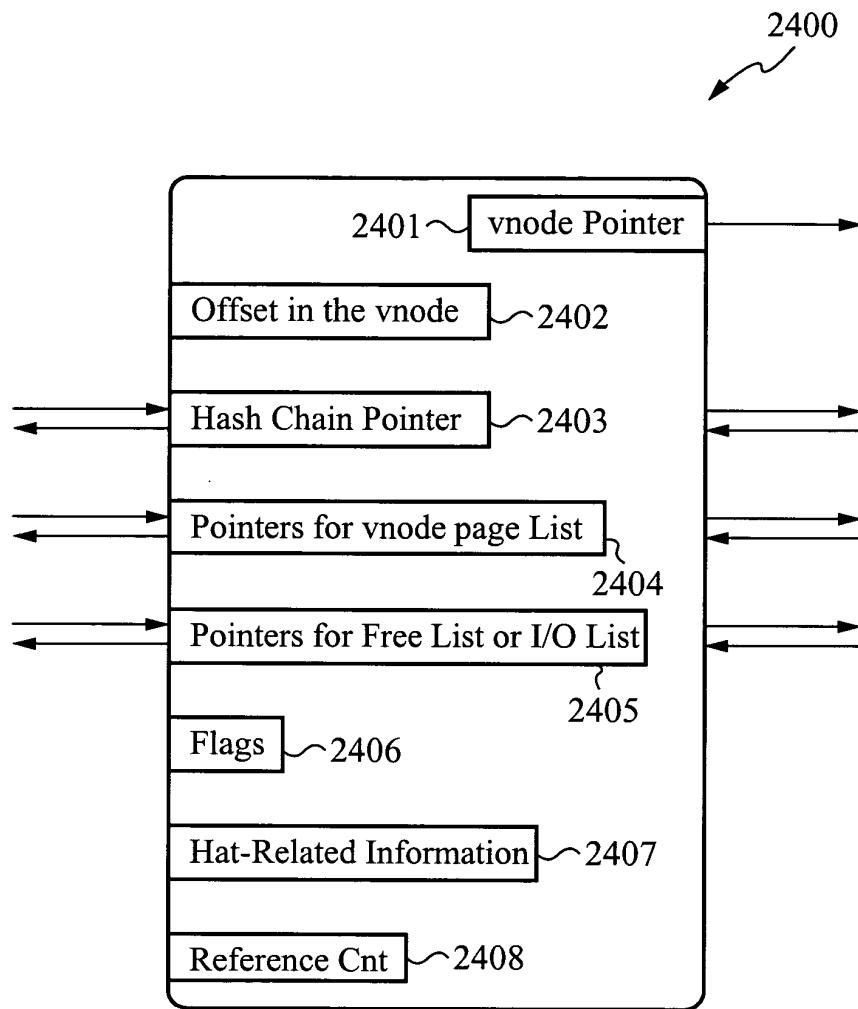 2400
2401 vnode Pointer
Offset in the vnode 2402
Hash Chain Pointer 2403
Pointers for vnode page List
2404
Pointers for Free List or I/O List
2405
Flags 2406
Hat-Related Information 2407
Reference Cnt 2408